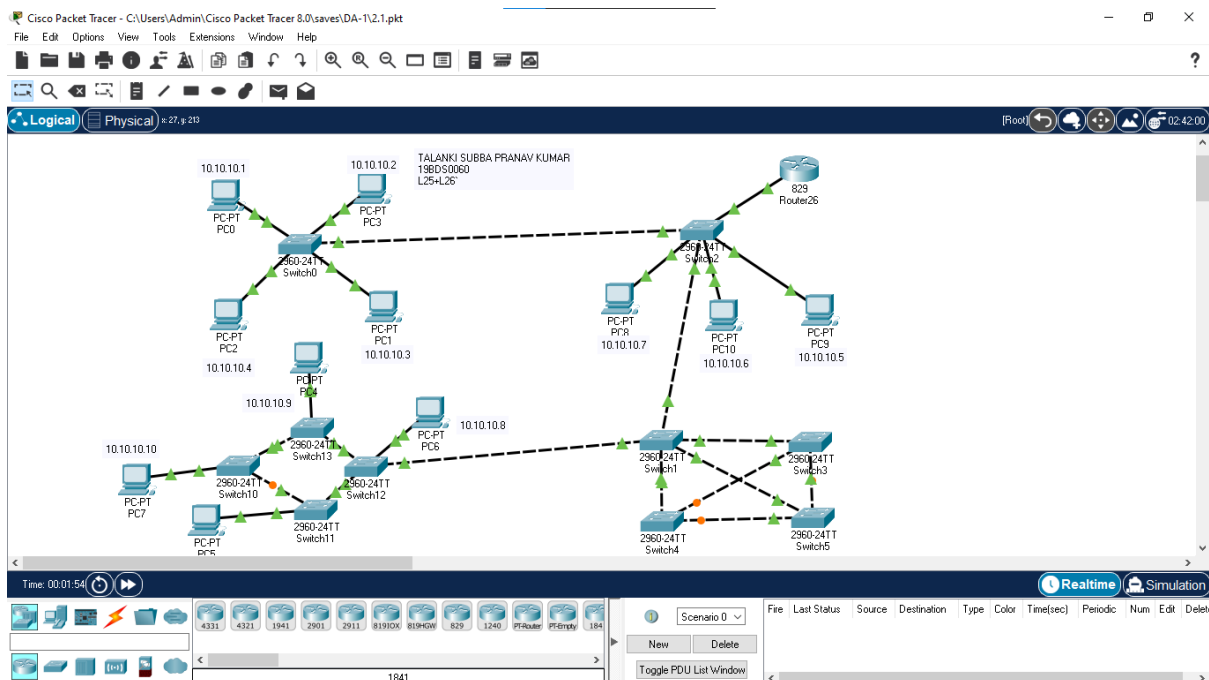 Cisco Packet Tracer - C:\Users\Admin\Cisco Packet Tracer 8.0\saves\DA-1\2.1.pkt
File Edit Options View Tools Extensions Window Help
?
Logical Physical x: 27, y: 213
[Root] 02:42:00
TALANKI SUBBA PRANAV KUMAR
19BDS0060
L25+L26`
10.10.10.1
10.10.10.2
PC-PT
PC0
PC-PT
PC3
2960-24TT
Switch0
PC-PT
PC2
PC-PT
PC1
10.10.10.3
10.10.10.4
829
Router26
2960-24TT
Switch2
PC-PT
PC8
10.10.10.7
PC-PT
PC10
10.10.10.6
PC-PT
PC9
10.10.10.5
PC-PT
PC4
10.10.10.9
2960-24TT
Switch13
PC-PT
PC6
10.10.10.8
10.10.10.10
PC-PT
PC7
2960-24TT
Switch10
2960-24TT
Switch12
PC-PT
PC5
2960-24TT
Switch11
2960-24TT
Switch1
2960-24TT
Switch3
2960-24TT
Switch4
2960-24TT
Switch5
Time: 00:01:54
Realtime Simulation
4331 4321 1941 2901 2911 819IOX 819HGW 829 1240 PT-Router PT-Empty 184
1841
Scenario 0
New Delete
Toggle PDU List Window
Fire Last Status Source Destination Type Color Time(sec) Periodic Num Edit Delet